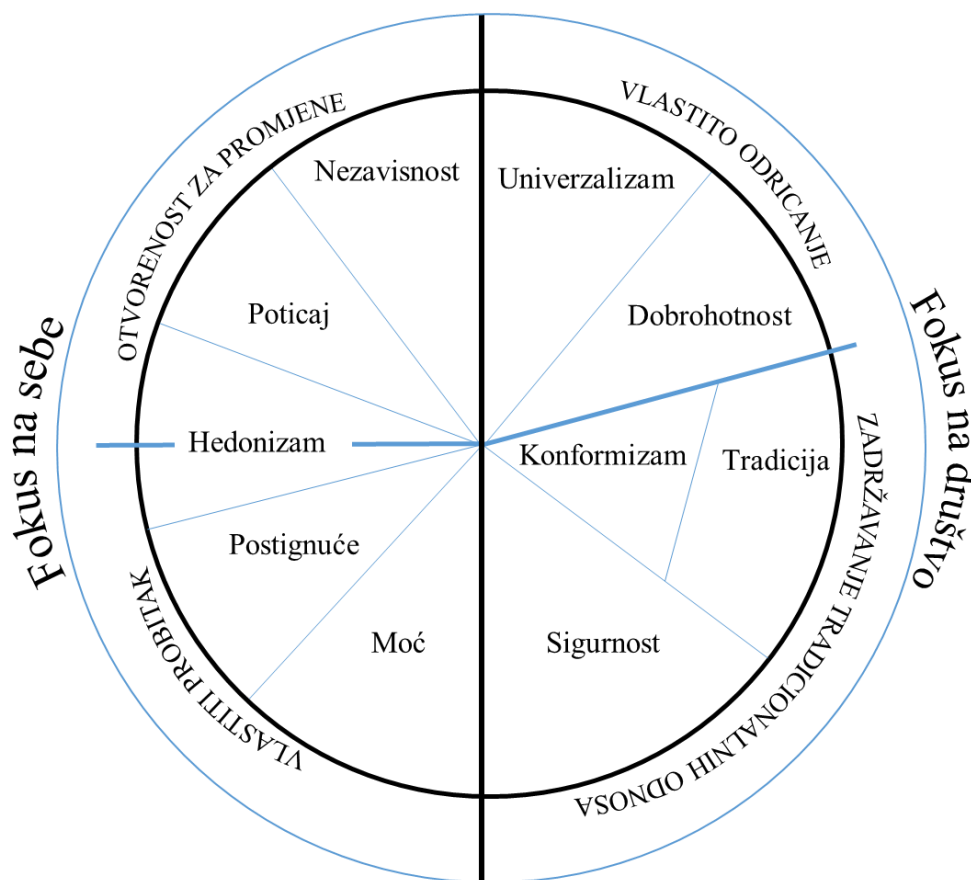 OTVORENOST ZA PROMJENE
VLASTITO ODRICANJE
Nezavisnost
Univerzalizam
Poticaj
Dobrohotnost
Fokus na sebe
Fokus na društvo
Hedonizam
Konformizam
Tradicija
Postignuće
Moć
Sigurnost
VLASTITI PROBITAK
ZADRŽAVANJE TRADICIONALNIH ODNOSA